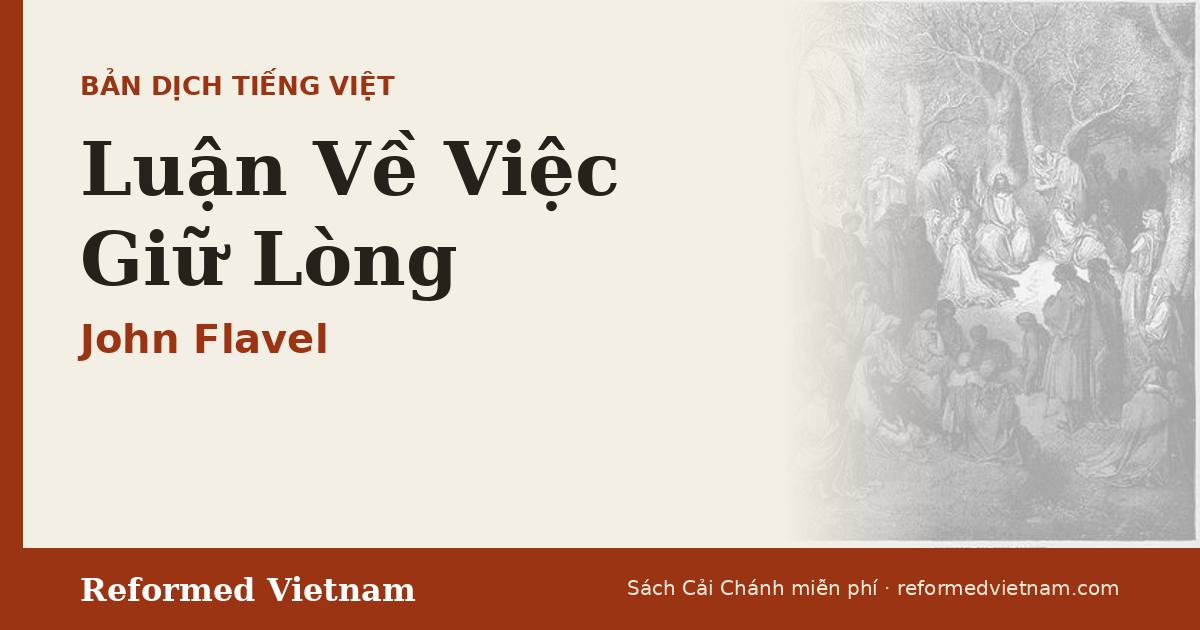 BẢN DỊCH TIẾNG VIỆT
Luận Về Việc
Giữ Lòng
John Flavel
Reformed Vietnam
Sách Cải Chánh miễn phí · reformedvietnam.com